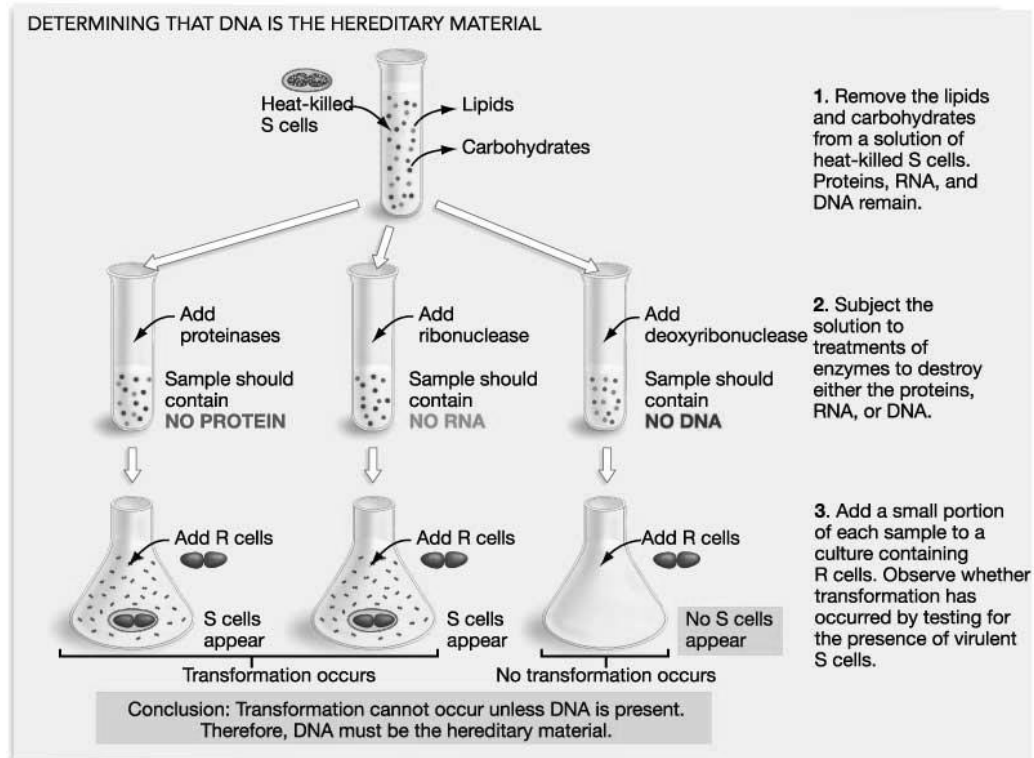 DETERMINING THAT DNA IS THE HEREDITARY MATERIAL
Heat-killed
S cells
Lipids
Carbohydrates
1. Remove the lipids
and carbohydrates
from a solution of
heat-killed S cells.
Proteins, RNA, and
DNA remain.
Add
proteinases
Sample should
contain
NO PROTEIN
Add
ribonuclease
Sample should
contain
NO RNA
Add
deoxyribonuclease
Sample should
contain
NO DNA
2. Subject the
solution to
treatments of
enzymes to destroy
either the proteins,
RNA, or DNA.
Add R cells
S cells
appear
Add R cells
S cells
appear
Add R cells
No S cells
appear
3. Add a small portion
of each sample to a
culture containing
R cells. Observe whether
transformation has
occurred by testing for
the presence of virulent
S cells.
Transformation occurs
No transformation occurs
Conclusion: Transformation cannot occur unless DNA is present.
Therefore, DNA must be the hereditary material.